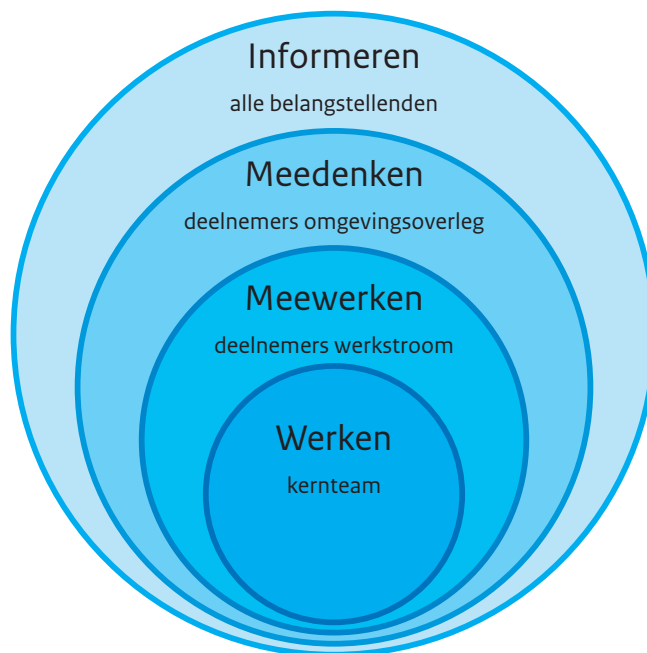 Informeren
alle belangstellenden
Meedenken
deelnemers omgevingsoverleg
Meewerken
deelnemers werkstroom
Werken
kernteam